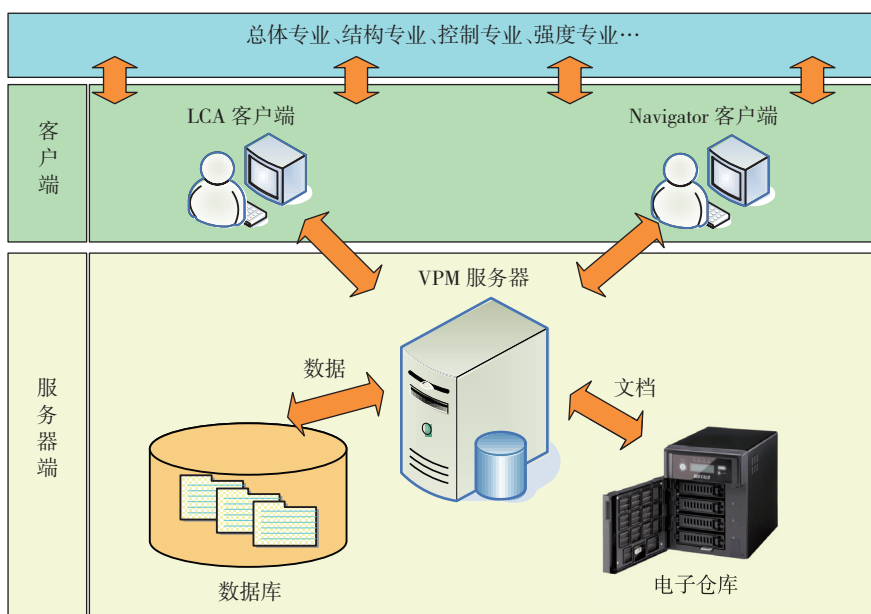 总体专业、结构专业、控制专业、强度专业…
客户端
LCA 客户端
Navigator 客户端
服务器端
VPM 服务器
数据
文档
数据库
电子仓库